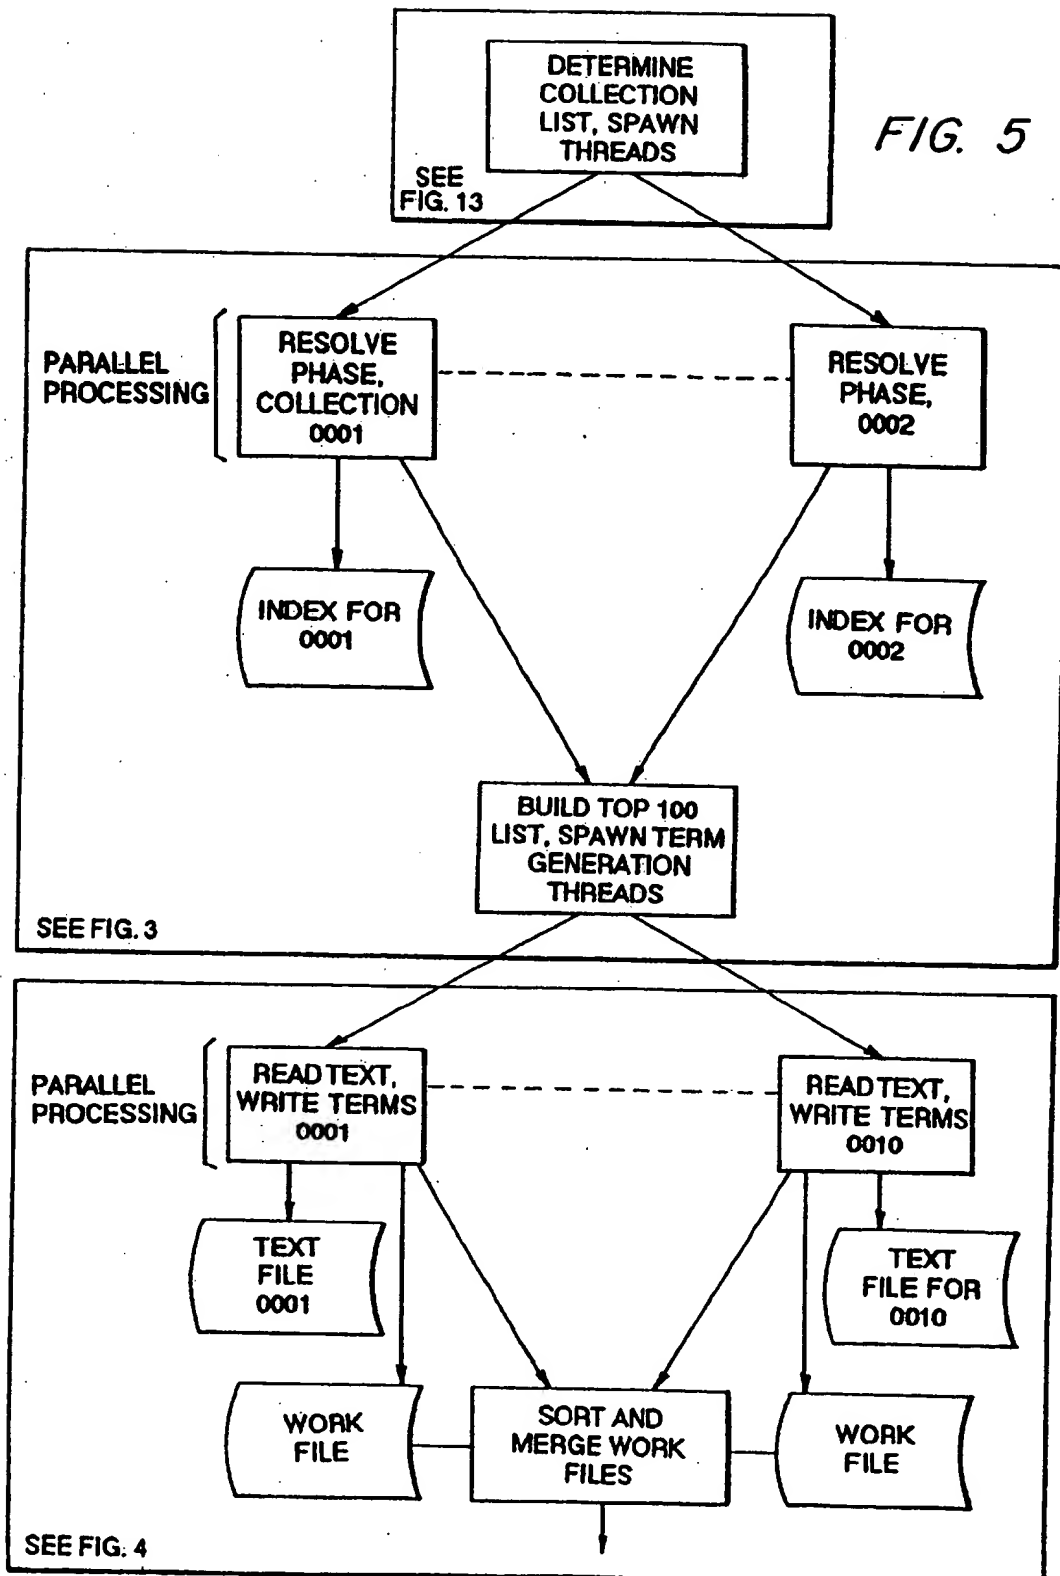 DETERMINE
COLLECTION
LIST, SPAWN
THREADS
FIG. 5
SEE
FIG. 13
PARALLEL
PROCESSING
RESOLVE
PHASE,
COLLECTION
0001
RESOLVE
PHASE,
0002
INDEX FOR
0001
INDEX FOR
0002
BUILD TOP 100
LIST, SPAWN TERM
GENERATION
THREADS
SEE FIG. 3
PARALLEL
PROCESSING
READ TEXT,
WRITE TERMS
0001
READ TEXT,
WRITE TERMS
0010
TEXT
FILE
0001
TEXT
FILE FOR
0010
WORK
FILE
SORT AND
MERGE WORK
FILES
WORK
FILE
SEE FIG. 4